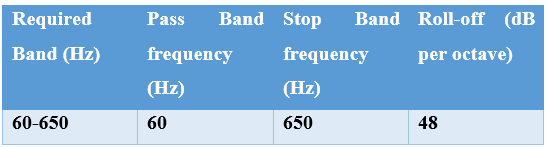 Required Pass Band Stop Band Roll-off (dB
Band (Hz) frequency frequency per octave)
(Hz) (Hz)
60-650 60 650 48